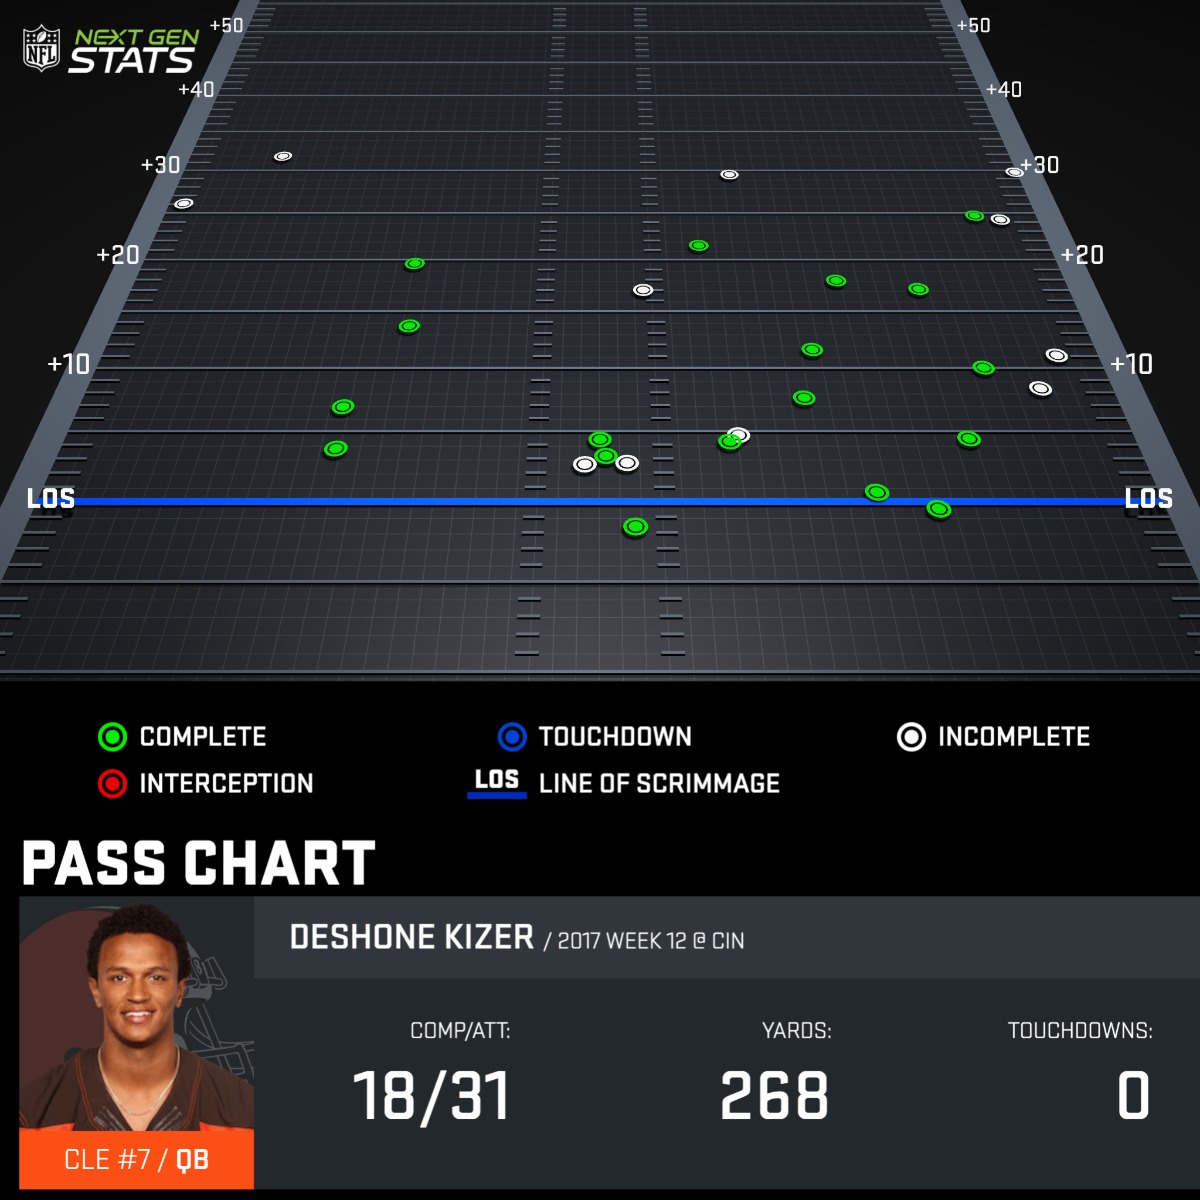 NFL NEXT GEN STATS
+50 +50
+40 +40
+30 +30
+20 +20
+10 +10
LOS LOS
COMPLETE TOUCHDOWN INCOMPLETE
INTERCEPTION LOS LINE OF SCRIMMAGE
PASS CHART
DESHONE KIZER / 2017 WEEK 12 @ CIN
COMP/ATT: YARDS: TOUCHDOWNS:
18/31 268 0
CLE #7 / QB